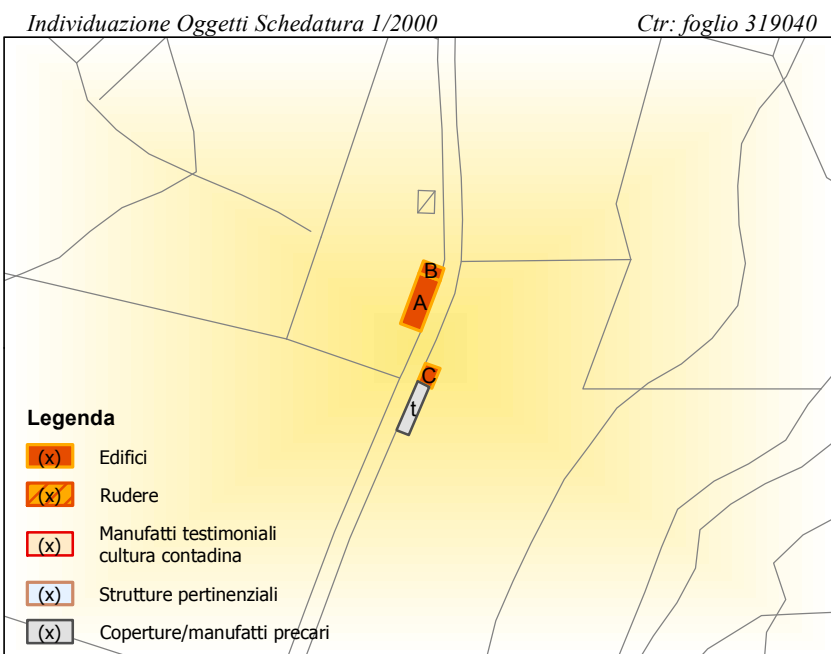 Individuazione Oggetti Schedatura 1/2000 Ctr: foglio 319040
B
A
C
t
Legenda
(x) Edifici
(x) Rudere
(x) Manufatti testimoniali
cultura contadina
(x) Strutture pertinenziali
(x) Coperture/manufatti precari